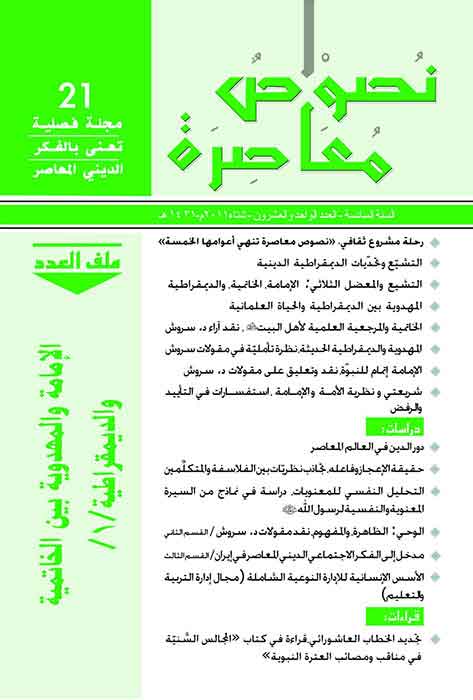 نُصوصٌ
مُعَاصِرَة
21
مجلة فصلية
تعنى بالفكر
الديني المعاصر
السنة السادسة - العدد الواحد والعشرون - شتاء ٢٠١١م - ١٤٣١هـ
ملف العدد
الإمامة والمهدوية بين الخاتمية
والديمقراطية /١/
رحلة مشروع ثقافي، «نصوص معاصرة تنهي أعوامها الخمسة»
التشيّع وتحدّيات الديمقراطية الدينية
التشيع والمعضل الثلاثي: الإمامة، الخاتمية، والديمقراطية
المهدوية بين الديمقراطية والحياة العلمانية
الخاتمية والمرجعية العلمية لأهل البيت، نقد آراء د. سروش
المهدوية والديمقراطية الحديثة، نظرة تأمليّة في مقولات سروش
الإمامة إتمام للنبوّة، نقد وتعليق على مقولات د. سروش
شريعتي و نظرية الأمة والإمامة، استفسارات في التأييد
والرفض
دراسات:
دور الدين في العالم المعاصر
حقيقة الإعجاز وفاعله، تجاذب نظريّات بين الفلاسفة والمتكلّمين
التحليل النفسي للمعنويات، دراسة في نماذج من السيرة
المعنوية والنفسية لرسول الله
الوحي: الظاهرة، والمفهوم، نقد مقولات د. سروش / القسم الثاني
مدخل إلى الفكر الاجتماعي الديني المعاصر في إيران / القسم الثالث
الأسس الإنسانية للإدارة النوعية الشاملة (مجال إدارة التربية
والتعليم)
قراءات:
تجديد الخطاب العاشورائي، قراءة في كتاب «المجالس السَّنيّة
في مناقب ومصائب العترة النبوية»